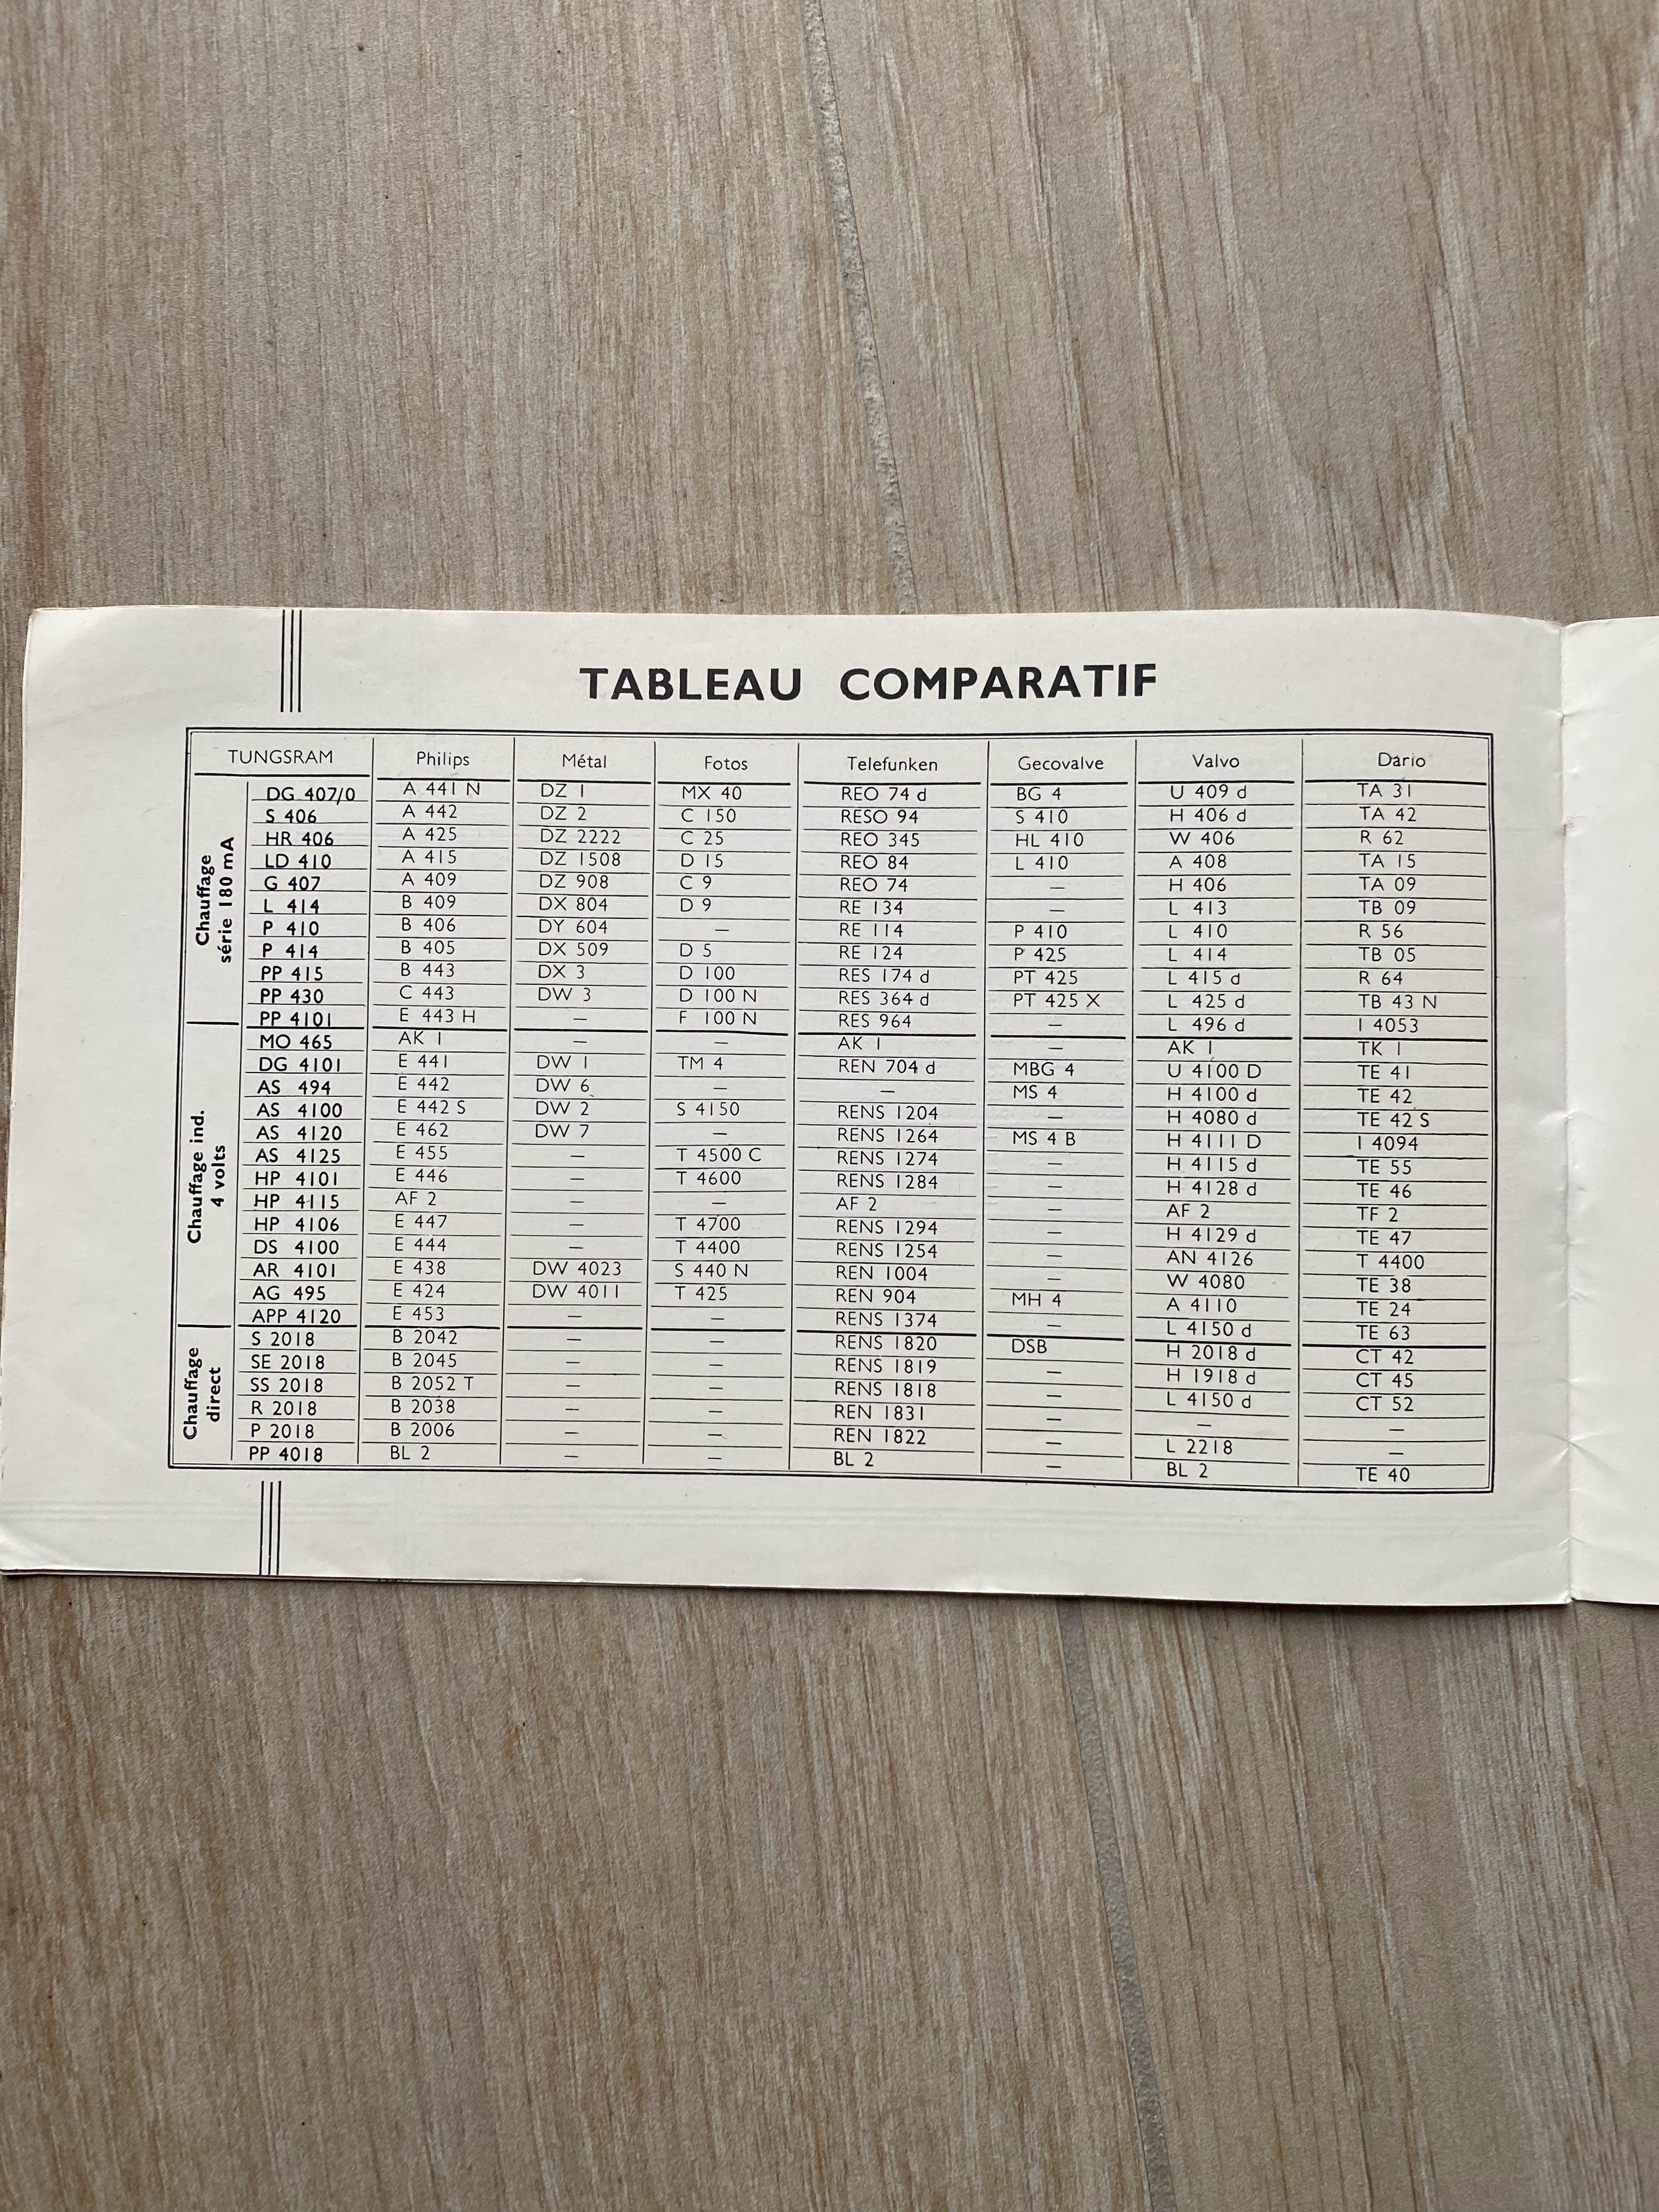 TABLEAU COMPARATIF
TUNGSRAM Philips Métal Fotos Telefunken Gecovalve Valvo Dario
Chauffage
série 180 mA
DG 407/0 A 441 N DZ 1 MX 40 REO 74 d BG 4 U 409 d TA 31
S 406 A 442 DZ 2 C 150 RESO 94 S 410 H 406 d TA 42
HR 406 A 425 DZ 2222 C 25 REO 345 HL 410 W 406 R 62
LD 410 A 415 DZ 1508 D 15 REO 84 L 410 A 408 TA 15
G 407 A 409 DZ 908 C 9 REO 74 — H 406 TA 09
L 414 B 409 DX 804 D 9 RE 134 — L 413 TB 09
P 410 B 406 DY 604 — RE 114 P 410 L 410 R 56
P 414 B 405 DX 509 D 5 RE 124 P 425 L 414 TB 05
PP 415 B 443 DX 3 D 100 RES 174 d PT 425 L 415 d R 64
PP 430 C 443 DW 3 D 100 N RES 364 d PT 425 X L 425 d TB 43 N
PP 4101 E 443 H — F 100 N RES 964 — L 496 d I 4053
Chauffage ind.
4 volts
MO 465 AK 1 — — AK 1 — AK 1 TK 1
DG 4101 E 441 DW 1 TM 4 REN 704 d MBG 4 U 4100 D TE 41
AS 494 E 442 DW 6 — — MS 4 H 4100 d TE 42
AS 4100 E 442 S DW 2 S 4150 RENS 1204 — H 4080 d TE 42 S
AS 4120 E 462 DW 7 — RENS 1264 MS 4 B H 4111 D I 4094
AS 4125 E 455 — T 4500 C RENS 1274 — H 4115 d TE 55
HP 4101 E 446 — T 4600 RENS 1284 — H 4128 d TE 46
HP 4115 AF 2 — — AF 2 — AF 2 TF 2
HP 4106 E 447 — T 4700 RENS 1294 — H 4129 d TE 47
DS 4100 E 444 — T 4400 RENS 1254 — AN 4126 T 4400
AR 4101 E 438 DW 4023 S 440 N REN 1004 — W 4080 TE 38
AG 495 E 424 DW 4011 T 425 REN 904 MH 4 A 4110 TE 24
APP 4120 E 453 — — RENS 1374 — L 4150 d TE 63
Chauffage
direct
S 2018 B 2042 — — RENS 1820 DSB H 2018 d CT 42
SE 2018 B 2045 — — RENS 1819 — H 1918 d CT 45
SS 2018 B 2052 T — — RENS 1818 — L 4150 d CT 52
R 2018 B 2038 — — REN 1831 — — —
P 2018 B 2006 — — REN 1822 — L 2218 —
PP 4018 BL 2 — — BL 2 — BL 2 TE 40